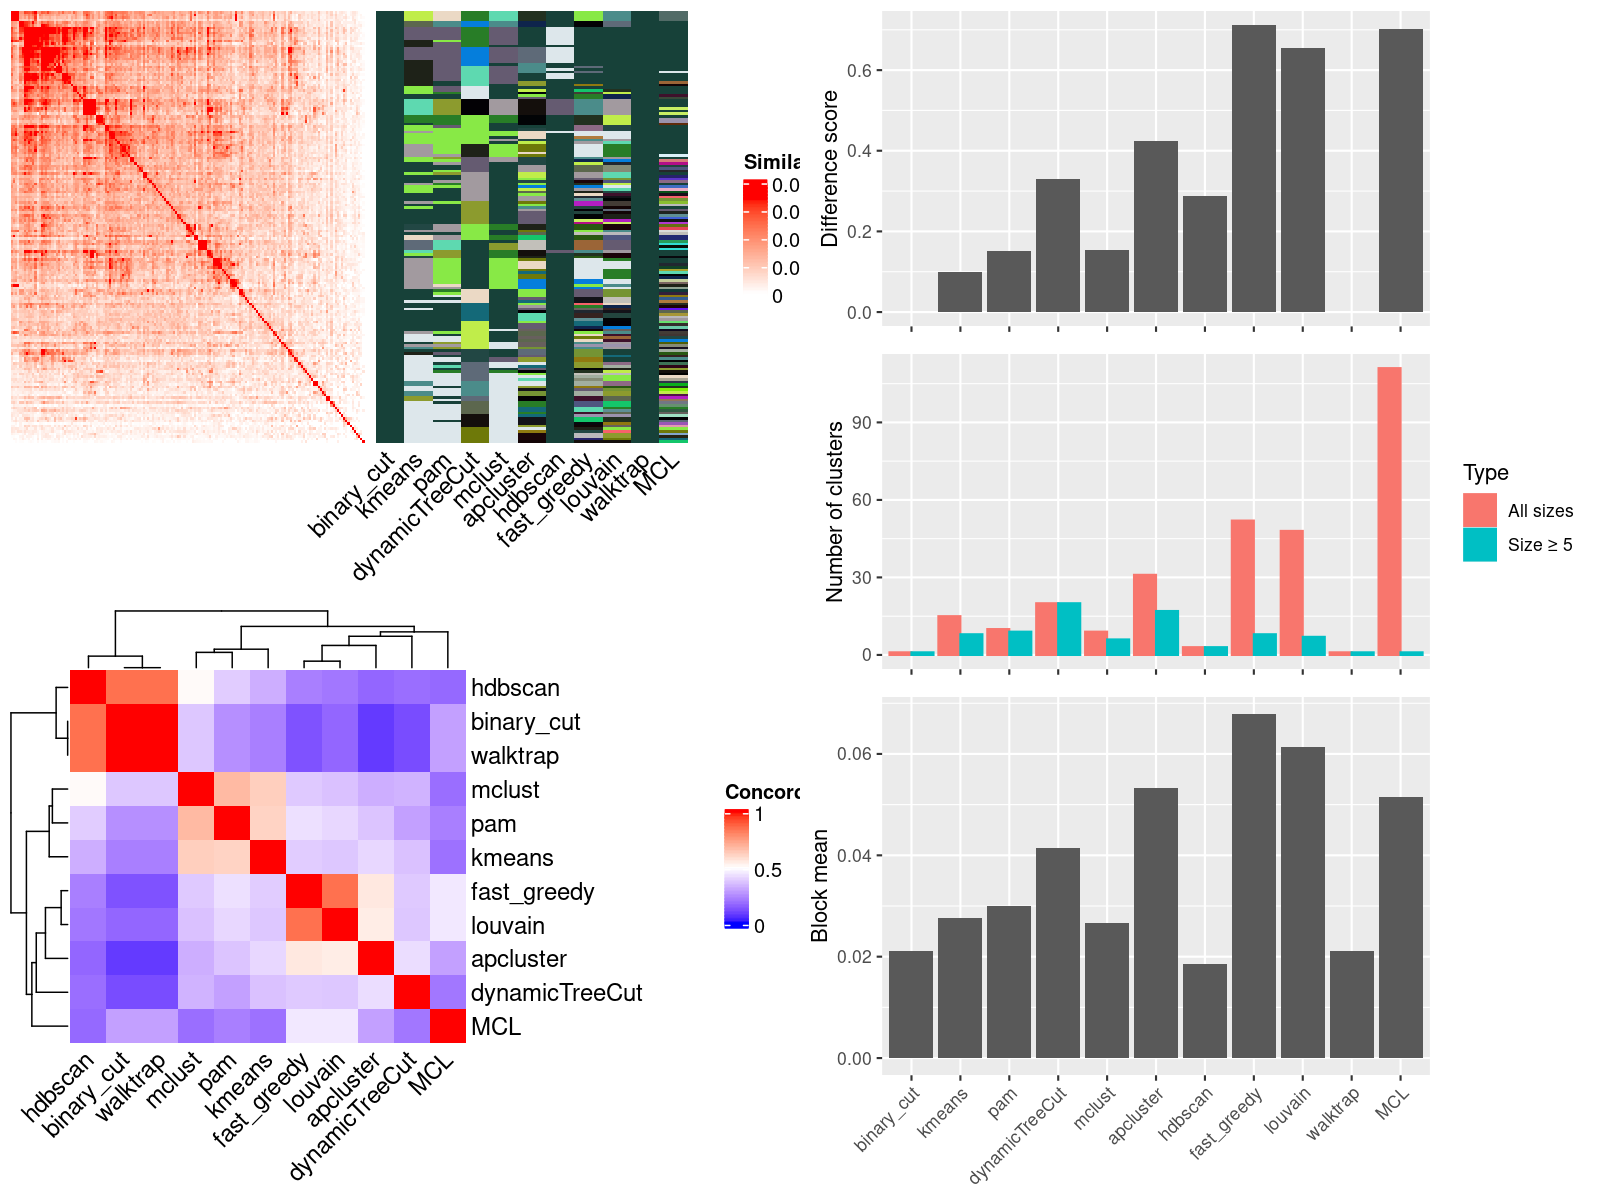 Simila
0.0
0.0
0.0
0.0
0
binary_cut
kmeans
pam
dynamicTreeCut
mclust
apcluster
hdbscan
fast_greedy
louvain
walktrap
MCL
hdbscan
binary_cut
walktrap
mclust
pam
kmeans
fast_greedy
louvain
apcluster
dynamicTreeCut
MCL
hdbscan
binary_cut
walktrap
mclust
pam
kmeans
fast_greedy
louvain
apcluster
dynamicTreeCut
MCL
Concord
1
0.5
0
Difference score
0.6
0.4
0.2
0.0
Number of clusters
90
60
30
0
Type
All sizes
Size ≥ 5
Block mean
0.06
0.04
0.02
0.00
binary_cut
kmeans
pam
dynamicTreeCut
mclust
apcluster
hdbscan
fast_greedy
louvain
walktrap
MCL